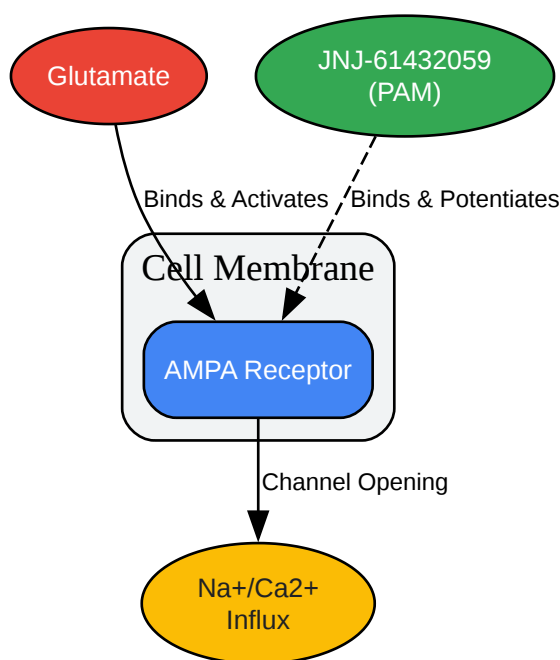 Glutamate
JNJ-61432059
(PAM)
Binds & Activates
Binds & Potentiates
Cell Membrane
AMPA Receptor
Channel Opening
Na+/Ca2+
Influx